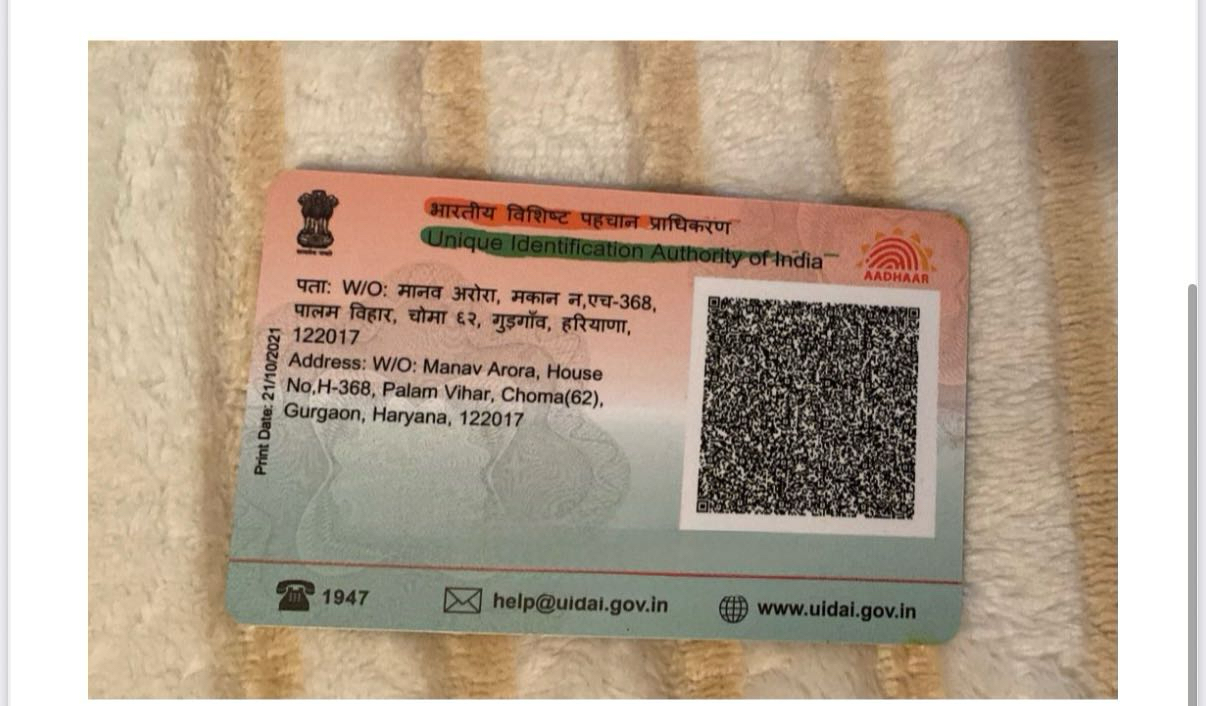 भारतीय विशिष्ट पहचान प्राधिकरण
Unique Identification Authority of India
AADHAAR
पता: W/O: मानव अरोरा, मकान न,एच-368,
पालम विहार, चोमा ६२, गुड़गाँव, हरियाणा,
122017
Address: W/O: Manav Arora, House
No,H-368, Palam Vihar, Choma(62),
Gurgaon, Haryana, 122017
Print Date: 21/10/2021
1947
help@uidai.gov.in
www.uidai.gov.in